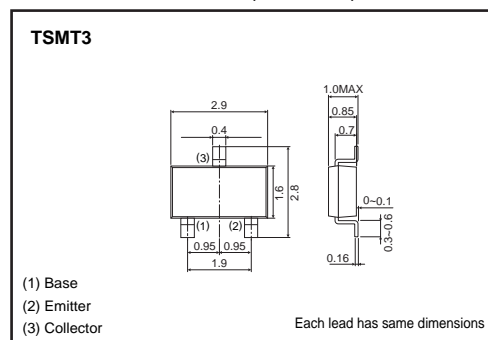 TSMT3
1.0MAX
2.9
0.85
0.4
0.7
(3)
1.6
2.8
0~0.1
(1)
(2)
0.3~0.6
0.95
0.95
0.16
1.9
(1) Base
(2) Emitter
(3) Collector
Each lead has same dimensions